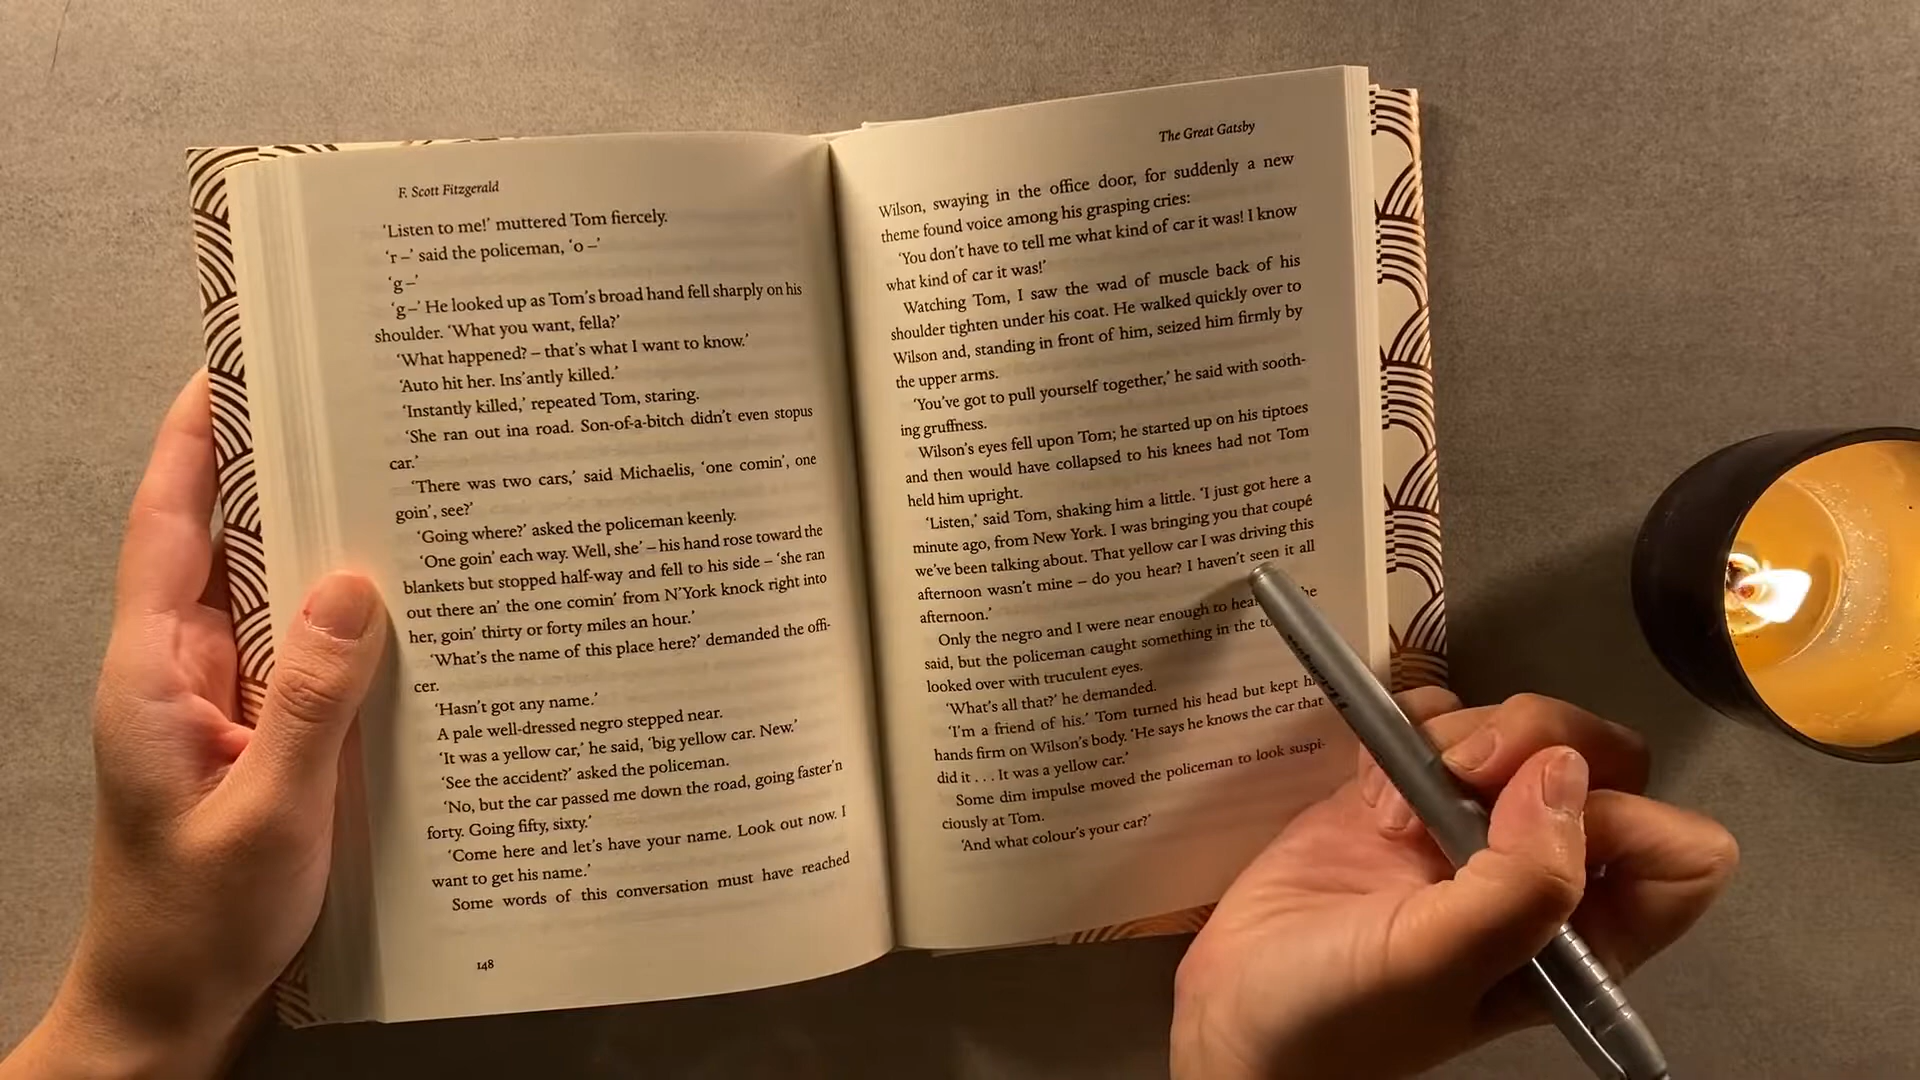 F. Scott Fitzgerald
‘Listen to me!’ muttered Tom fiercely.
‘r –’ said the policeman, ‘o –’
‘g –’
‘g –’ He looked up as Tom’s broad hand fell sharply on his
shoulder. ‘What you want, fella?’
‘What happened? – that’s what I want to know.’
‘Auto hit her. Ins’antly killed.’
‘Instantly killed,’ repeated Tom, staring.
‘She ran out ina road. Son-of-a-bitch didn’t even stopus
car.’
‘There was two cars,’ said Michaelis, ‘one comin’, one
goin’, see?’
‘Going where?’ asked the policeman keenly.
‘One goin’ each way. Well, she’ – his hand rose toward the
blankets but stopped half-way and fell to his side – ‘she ran
out there an’ the one comin’ from N’York knock right into
her, goin’ thirty or forty miles an hour.’
‘What’s the name of this place here?’ demanded the offi-
cer.
‘Hasn’t got any name.’
A pale well-dressed negro stepped near.
‘It was a yellow car,’ he said, ‘big yellow car. New.’
‘See the accident?’ asked the policeman.
‘No, but the car passed me down the road, going faster’n
forty. Going fifty, sixty.’
‘Come here and let’s have your name. Look out now. I
want to get his name.’
Some words of this conversation must have reached
148
The Great Gatsby
Wilson, swaying in the office door, for suddenly a new
theme found voice among his grasping cries:
‘You don’t have to tell me what kind of car it was! I know
what kind of car it was!’
Watching Tom, I saw the wad of muscle back of his
shoulder tighten under his coat. He walked quickly over to
Wilson and, standing in front of him, seized him firmly by
the upper arms.
‘You’ve got to pull yourself together,’ he said with sooth-
ing gruffness.
Wilson’s eyes fell upon Tom; he started up on his tiptoes
and then would have collapsed to his knees had not Tom
held him upright.
‘Listen,’ said Tom, shaking him a little. ‘I just got here a
minute ago, from New York. I was bringing you that coupé
we’ve been talking about. That yellow car I was driving this
afternoon wasn’t mine – do you hear? I haven’t seen it all
afternoon.’
Only the negro and I were near enough to hear he
said, but the policeman caught something in the
looked over with truculent eyes.
‘What’s all that?’ he demanded.
‘I’m a friend of his.’ Tom turned his head but kept
hands firm on Wilson’s body. ‘He says he knows the car that
did it . . . It was a yellow car.’
Some dim impulse moved the policeman to look suspi-
ciously at Tom.
‘And what colour’s your car?’